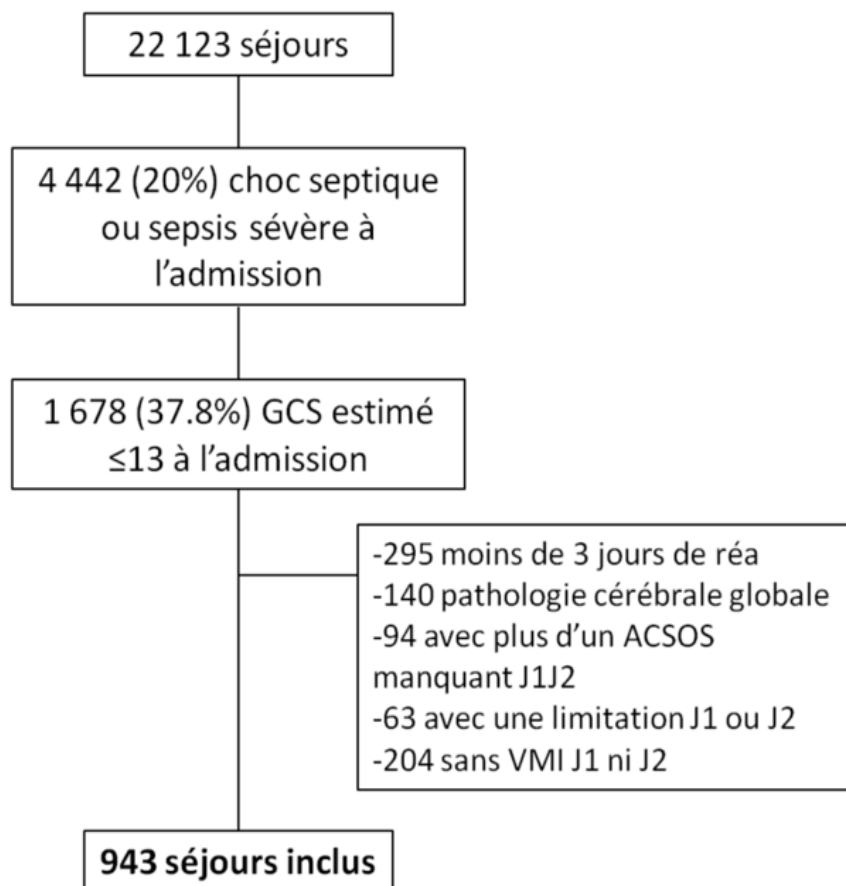 22 123 séjours
4 442 (20%) choc septique
ou sepsis sévère à
l’admission
1 678 (37.8%) GCS estimé
≤13 à l’admission
-295 moins de 3 jours de réa
-140 pathologie cérébrale globale
-94 avec plus d’un ACSOS
manquant J1J2
-63 avec une limitation J1 ou J2
-204 sans VMI J1 ni J2
943 séjours inclus